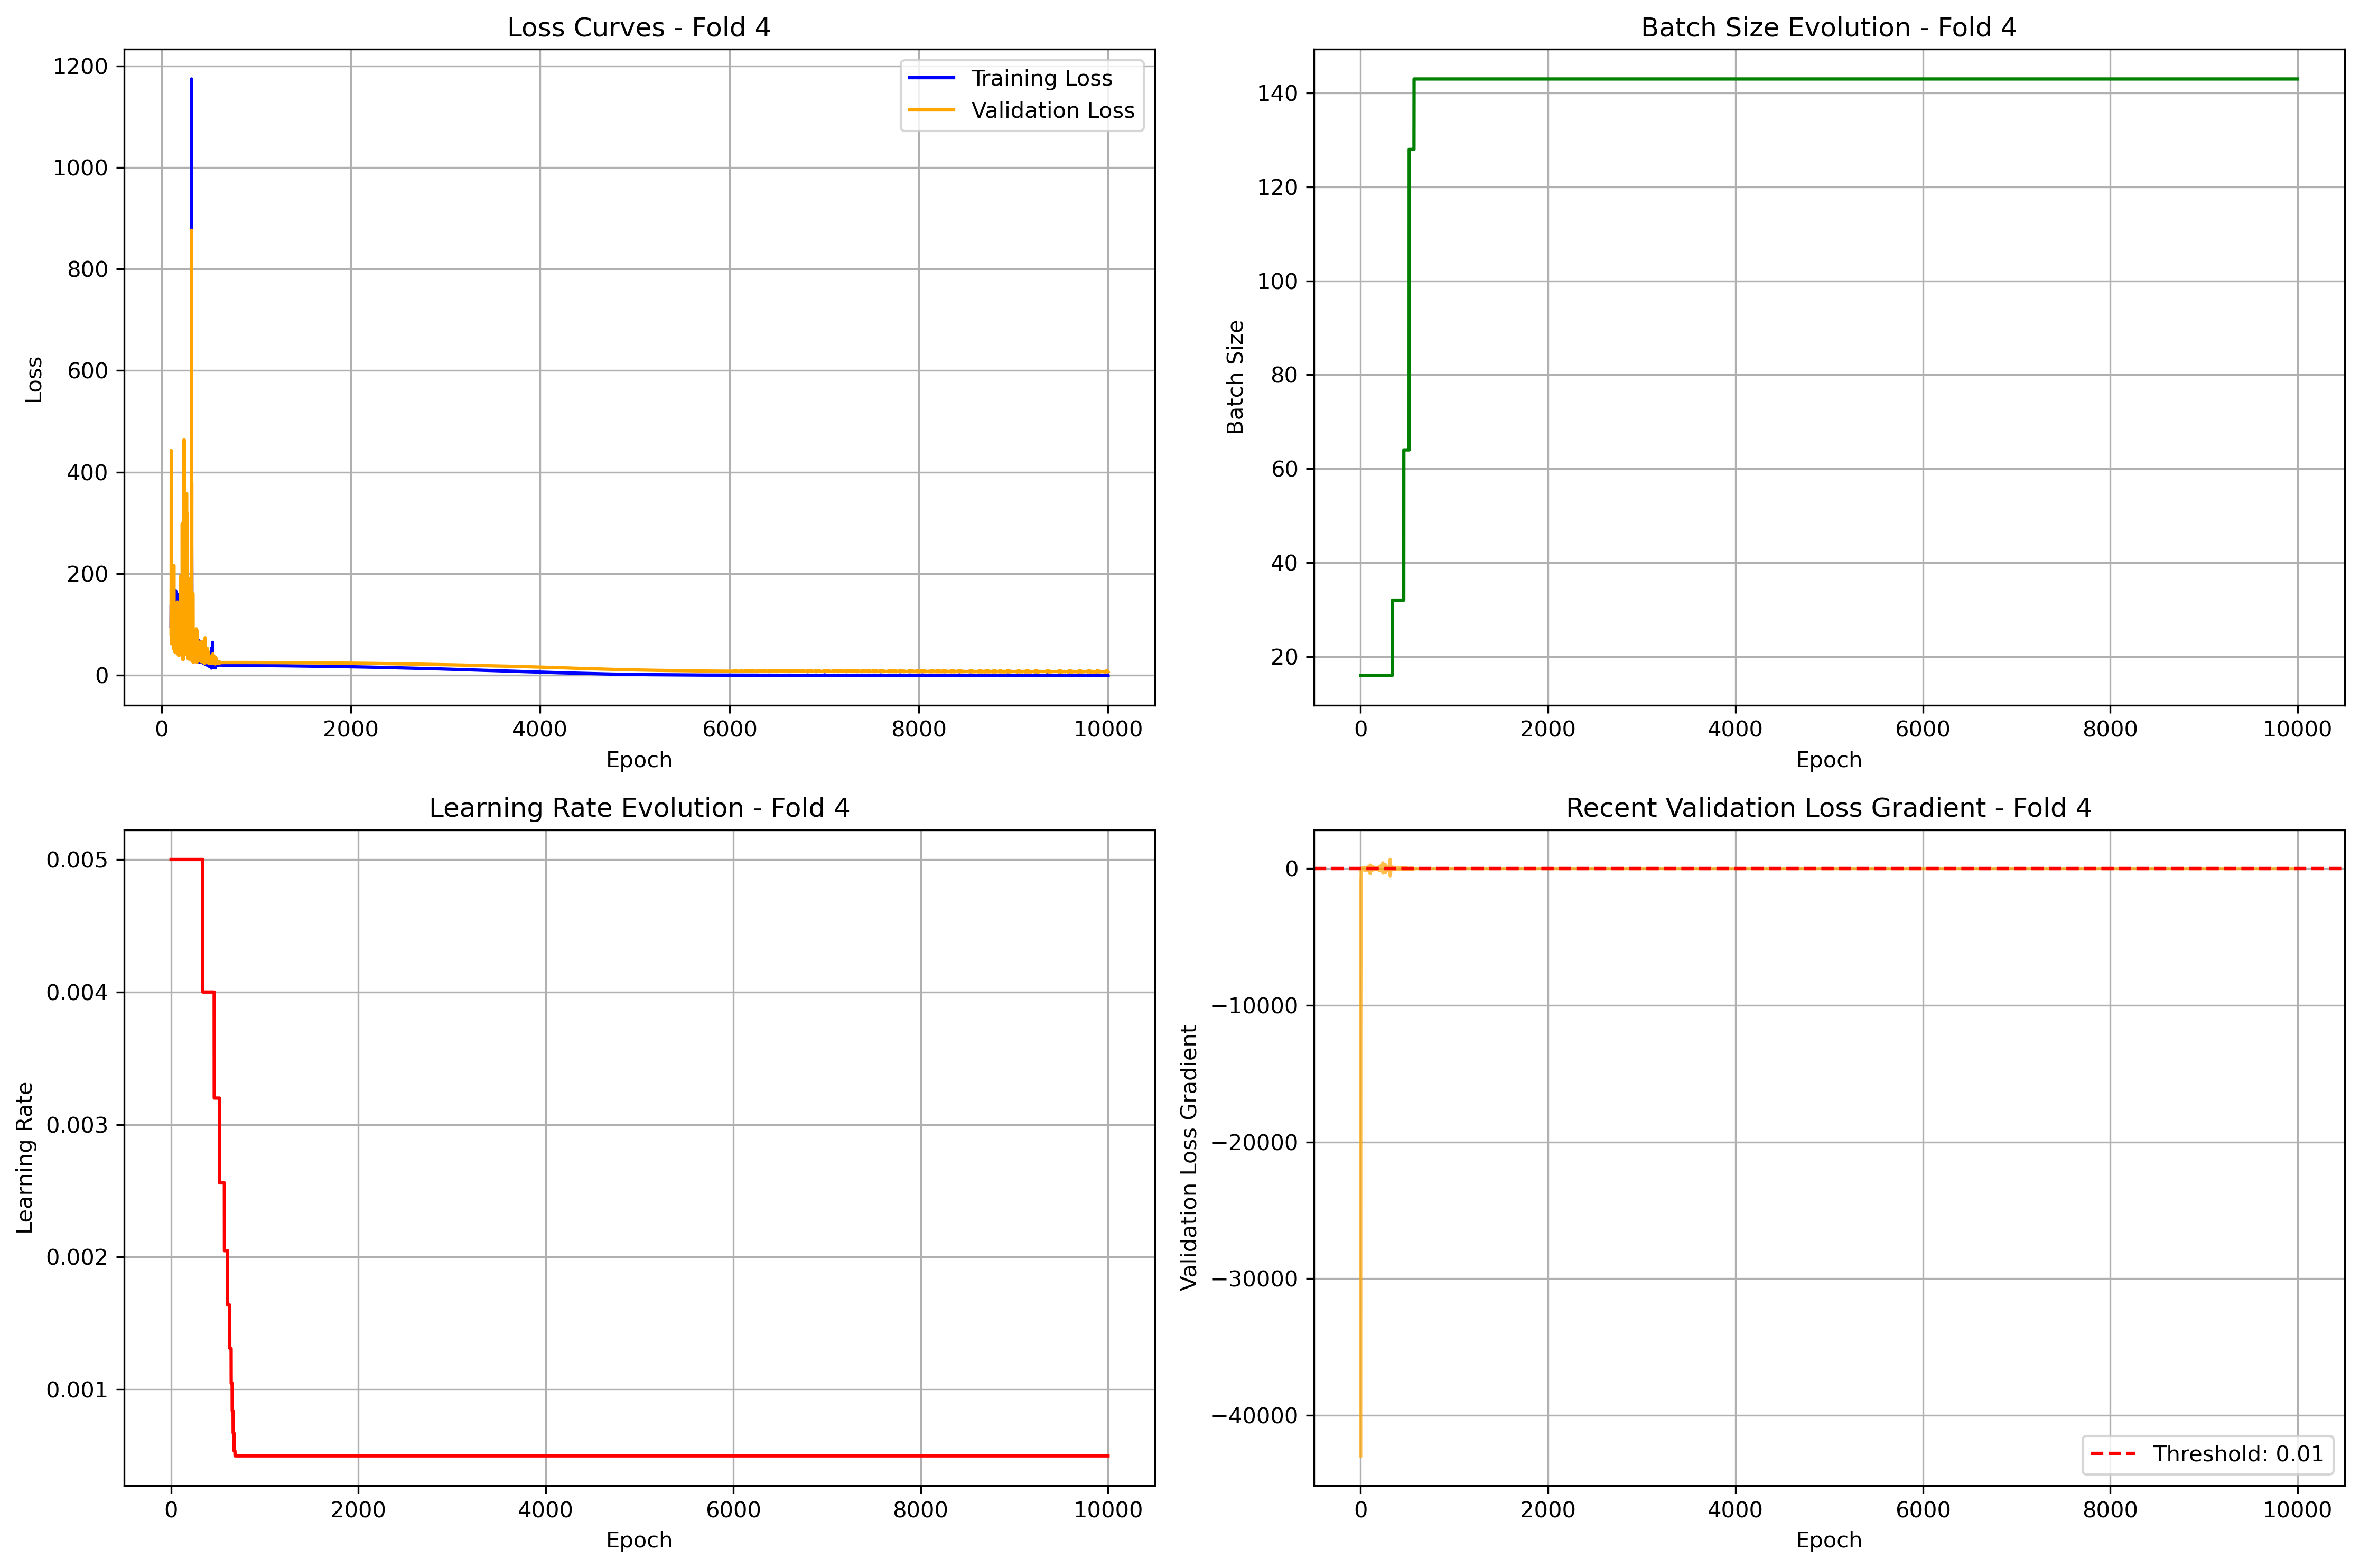 Loss Curves - Fold 4
1200
1000
800
600
400
200
0
Loss
Training Loss
Validation Loss
0 2000 4000 6000 8000 10000
Epoch
Batch Size Evolution - Fold 4
140
120
100
80
60
40
20
Batch Size
0 2000 4000 6000 8000 10000
Epoch
Learning Rate Evolution - Fold 4
0.005
0.004
0.003
0.002
0.001
Learning Rate
0 2000 4000 6000 8000 10000
Epoch
Recent Validation Loss Gradient - Fold 4
0
−10000
−20000
−30000
−40000
Validation Loss Gradient
Threshold: 0.01
0 2000 4000 6000 8000 10000
Epoch